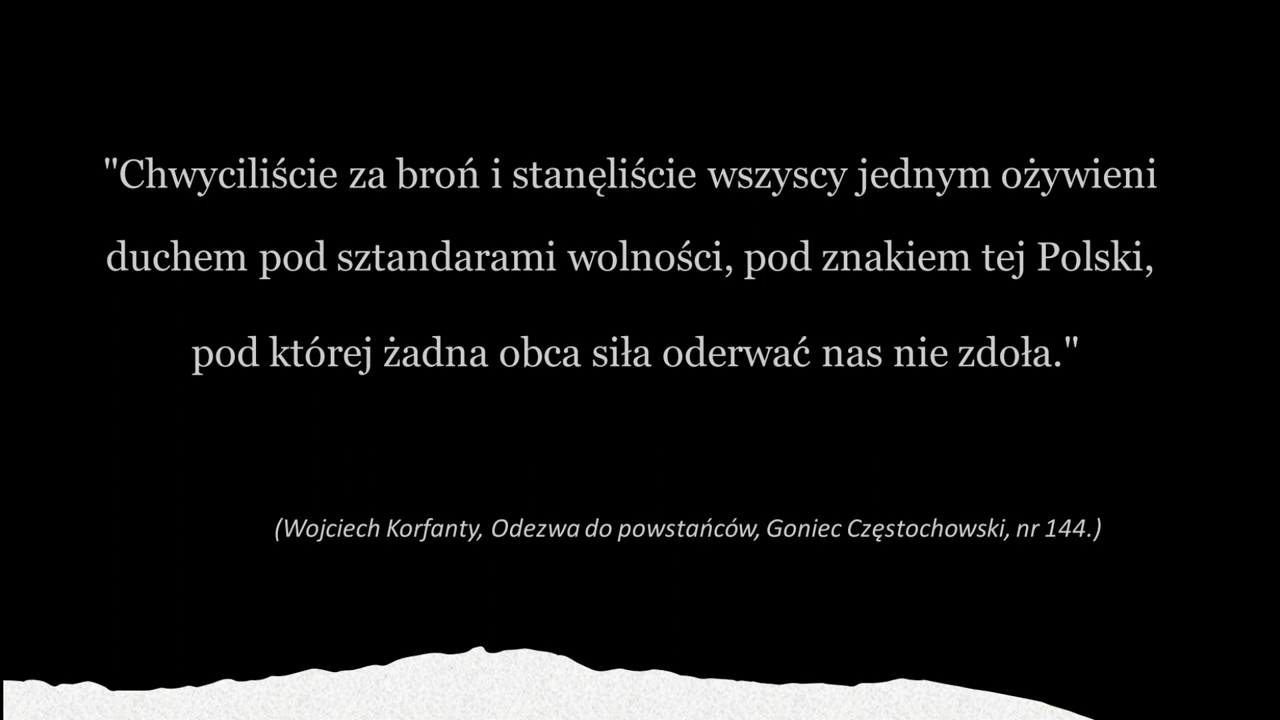 "Chwyciliście za broń i stanęliście wszyscy jednym ożywieni
duchem pod sztandarami wolności, pod znakiem tej Polski,
pod której żadna obca siła oderwać nas nie zdoła."
(Wojciech Korfanty, Odezwa do powstańców, Goniec Częstochowski, nr 144.)